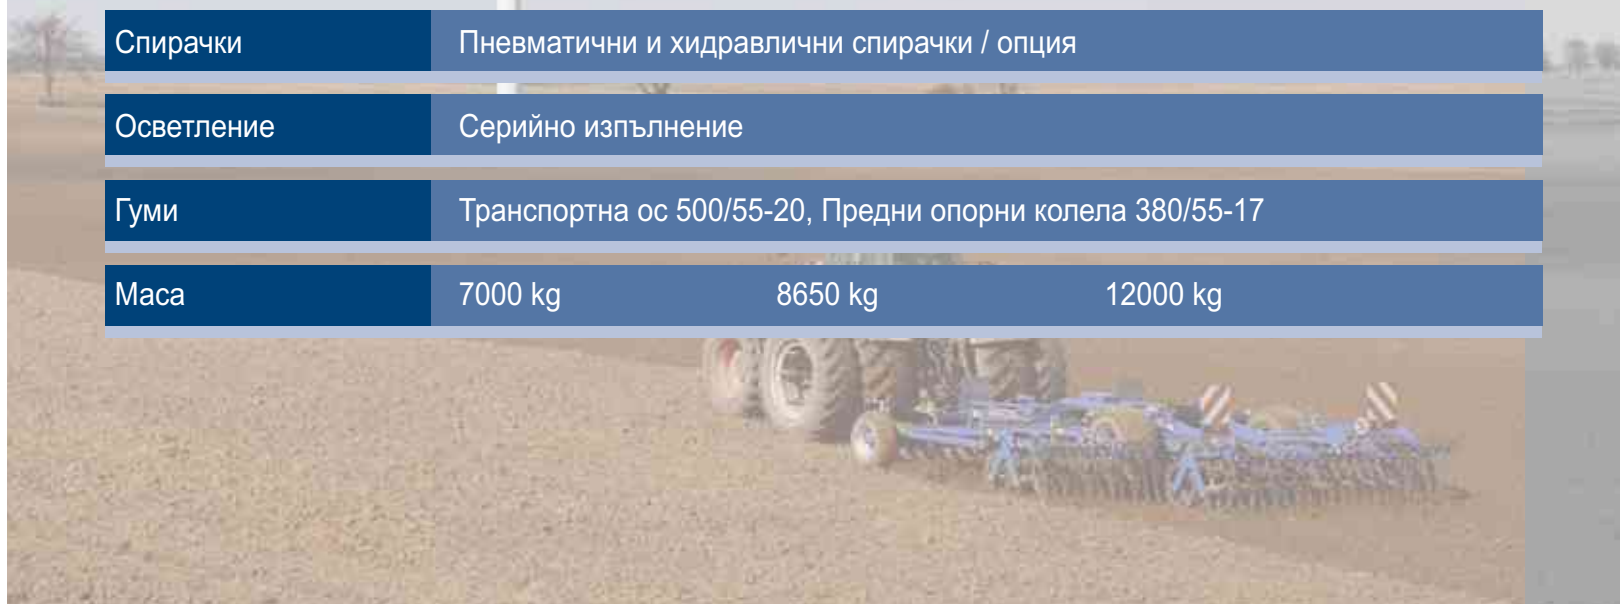 Спирачки Пневматични и хидравлични спирачки / опция
Осветление Серийно изпълнение
Гуми Транспортна ос 500/55-20, Предни опорни колела 380/55-17
Маса 7000 kg 8650 kg 12000 kg